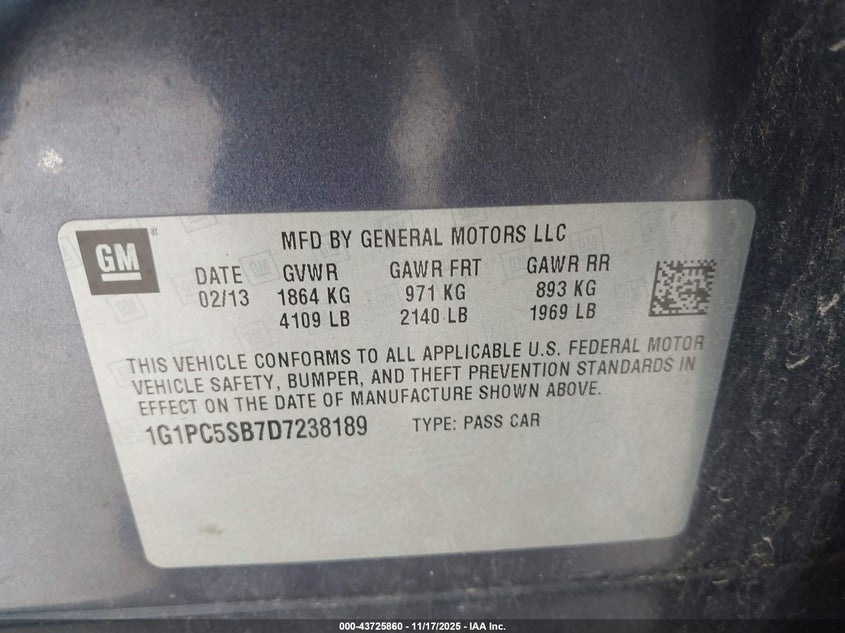 GM®
MFD BY GENERAL MOTORS LLC
DATE GVWR GAWR FRT GAWR RR
02/13 1864 KG 971 KG 893 KG
4109 LB 2140 LB 1969 LB
THIS VEHICLE CONFORMS TO ALL APPLICABLE U.S. FEDERAL MOTOR
VEHICLE SAFETY, BUMPER, AND THEFT PREVENTION STANDARDS IN
EFFECT ON THE DATE OF MANUFACTURE SHOWN ABOVE.
1G1PC5SB7D7238189 TYPE: PASS CAR
000-43725860 - 11/17/2025 - IAA Inc.